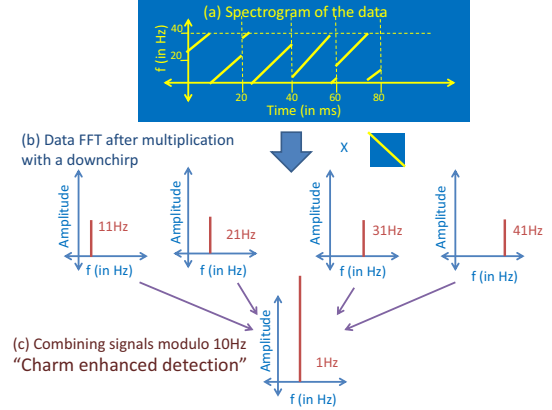 (a) Spectrogram of the data
f (in Hz)
40
20
20 40 60 80
Time (in ms)
(b) Data FFT after multiplication
with a downchirp
X
Amplitude
11Hz
f (in Hz)
Amplitude
21Hz
f (in Hz)
Amplitude
31Hz
f (in Hz)
Amplitude
41Hz
f (in Hz)
(c) Combining signals modulo 10Hz
“Charm enhanced detection”
Amplitude
1Hz
f (in Hz)